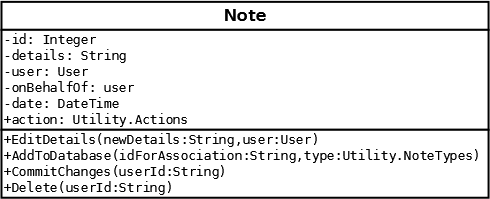 Note
-id: Integer
-details: String
-user: User
-onBehalfOf: user
-date: DateTime
+action: Utility.Actions
+EditDetails(newDetails:String,user:User)
+AddToDatabase(idForAssociation:String,type:Utility.NoteTypes)
+CommitChanges(userId:String)
+Delete(userId:String)